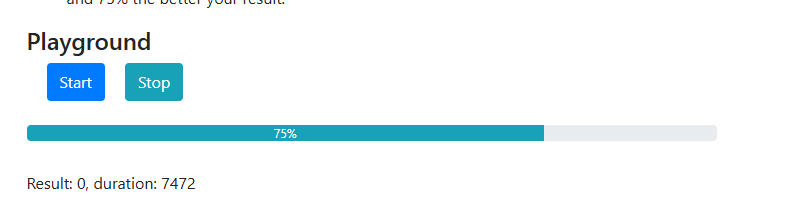 and 75% the better your result.
Playground
Start Stop
75%
Result: 0, duration: 7472